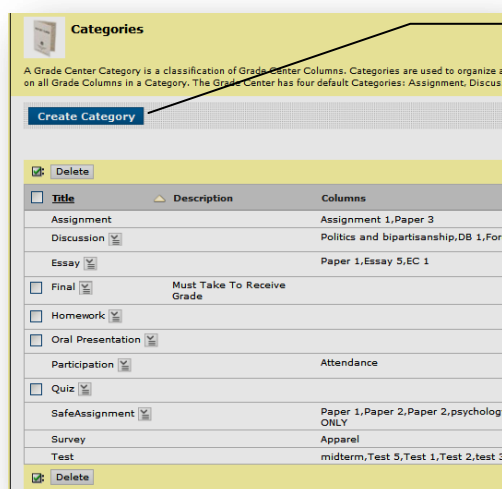 Categories
A Grade Center Category is a classification of Grade Center Columns. Categories are used to organize a
on all Grade Columns in a Category. The Grade Center has four default Categories: Assignment, Discus
Create Category
Delete
Title Description Columns
Assignment Assignment 1,Paper 3
Discussion Politics and bipartisanship,DB 1,For
Essay Paper 1,Essay 5,EC 1
Final Must Take To Receive
Grade
Homework
Oral Presentation
Participation Attendance
Quiz
SafeAssignment Paper 1,Paper 2,Paper 2,psycholog
ONLY
Survey Apparel
Test midterm,Test 5,Test 1,Test 2,test 3
Delete